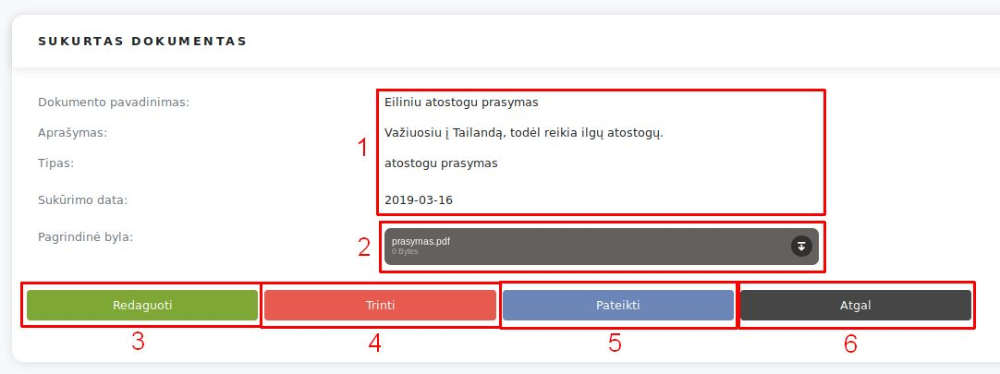 SUKURTAS DOKUMENTAS
Dokumento pavadinimas: Eiliniu atostogu prasymas
Aprašymas: Važiuosiu į Tailandą, todėl reikia ilgų atostogų.
1
Tipas: atostogu prasymas
Sukūrimo data: 2019-03-16
Pagrindinė byla: prasymas.pdf
2
0 Bytes
Redaguoti Trinti Pateikti Atgal
3 4 5 6